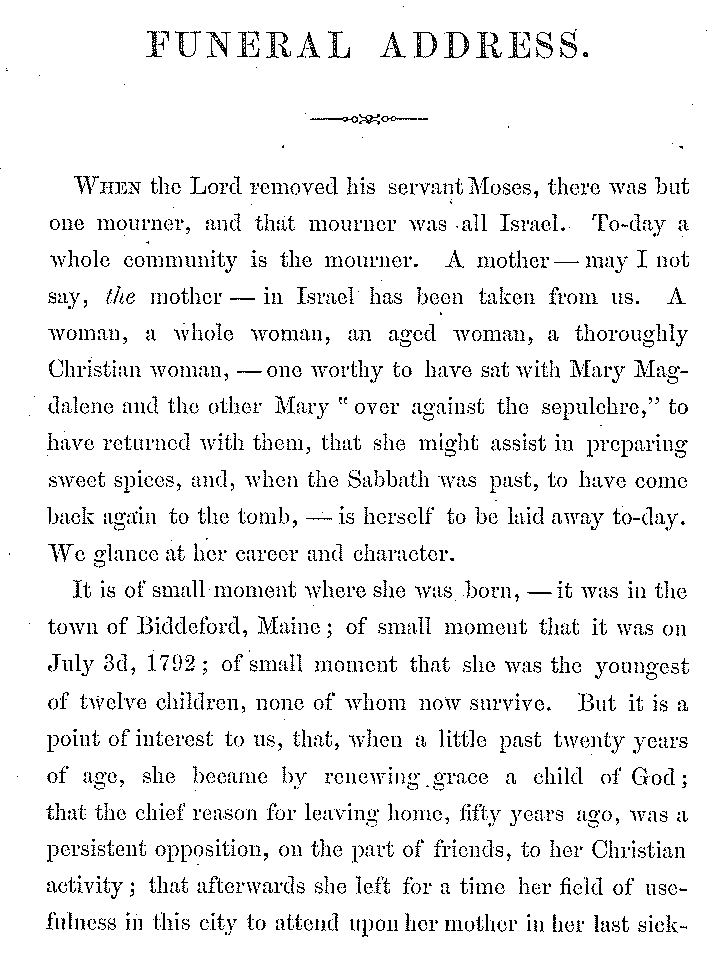 FUNERAL ADDRESS.
WHEN the Lord removed his servant Moses, there was but
one mourner, and that mourner was all Israel. To-day a
whole community is the mourner. A mother — may I not
say, the mother — in Israel has been taken from us. A
woman, a whole woman, an aged woman, a thoroughly
Christian woman, — one worthy to have sat with Mary Mag-
dalene and the other Mary "over against the sepulchre," to
have returned with them, that she might assist in preparing
sweet spices, and, when the Sabbath was past, to have come
back again to the tomb, — is herself to be laid away to-day.
We glance at her career and character.
It is of small moment where she was born, — it was in the
town of Biddeford, Maine; of small moment that it was on
July 3d, 1792; of small moment that she was the youngest
of twelve children, none of whom now survive. But it is a
point of interest to us, that, when a little past twenty years
of age, she became by renewing grace a child of God;
that the chief reason for leaving home, fifty years ago, was a
persistent opposition, on the part of friends, to her Christian
activity; that afterwards she left for a time her field of use-
fulness in this city to attend upon her mother in her last sick-